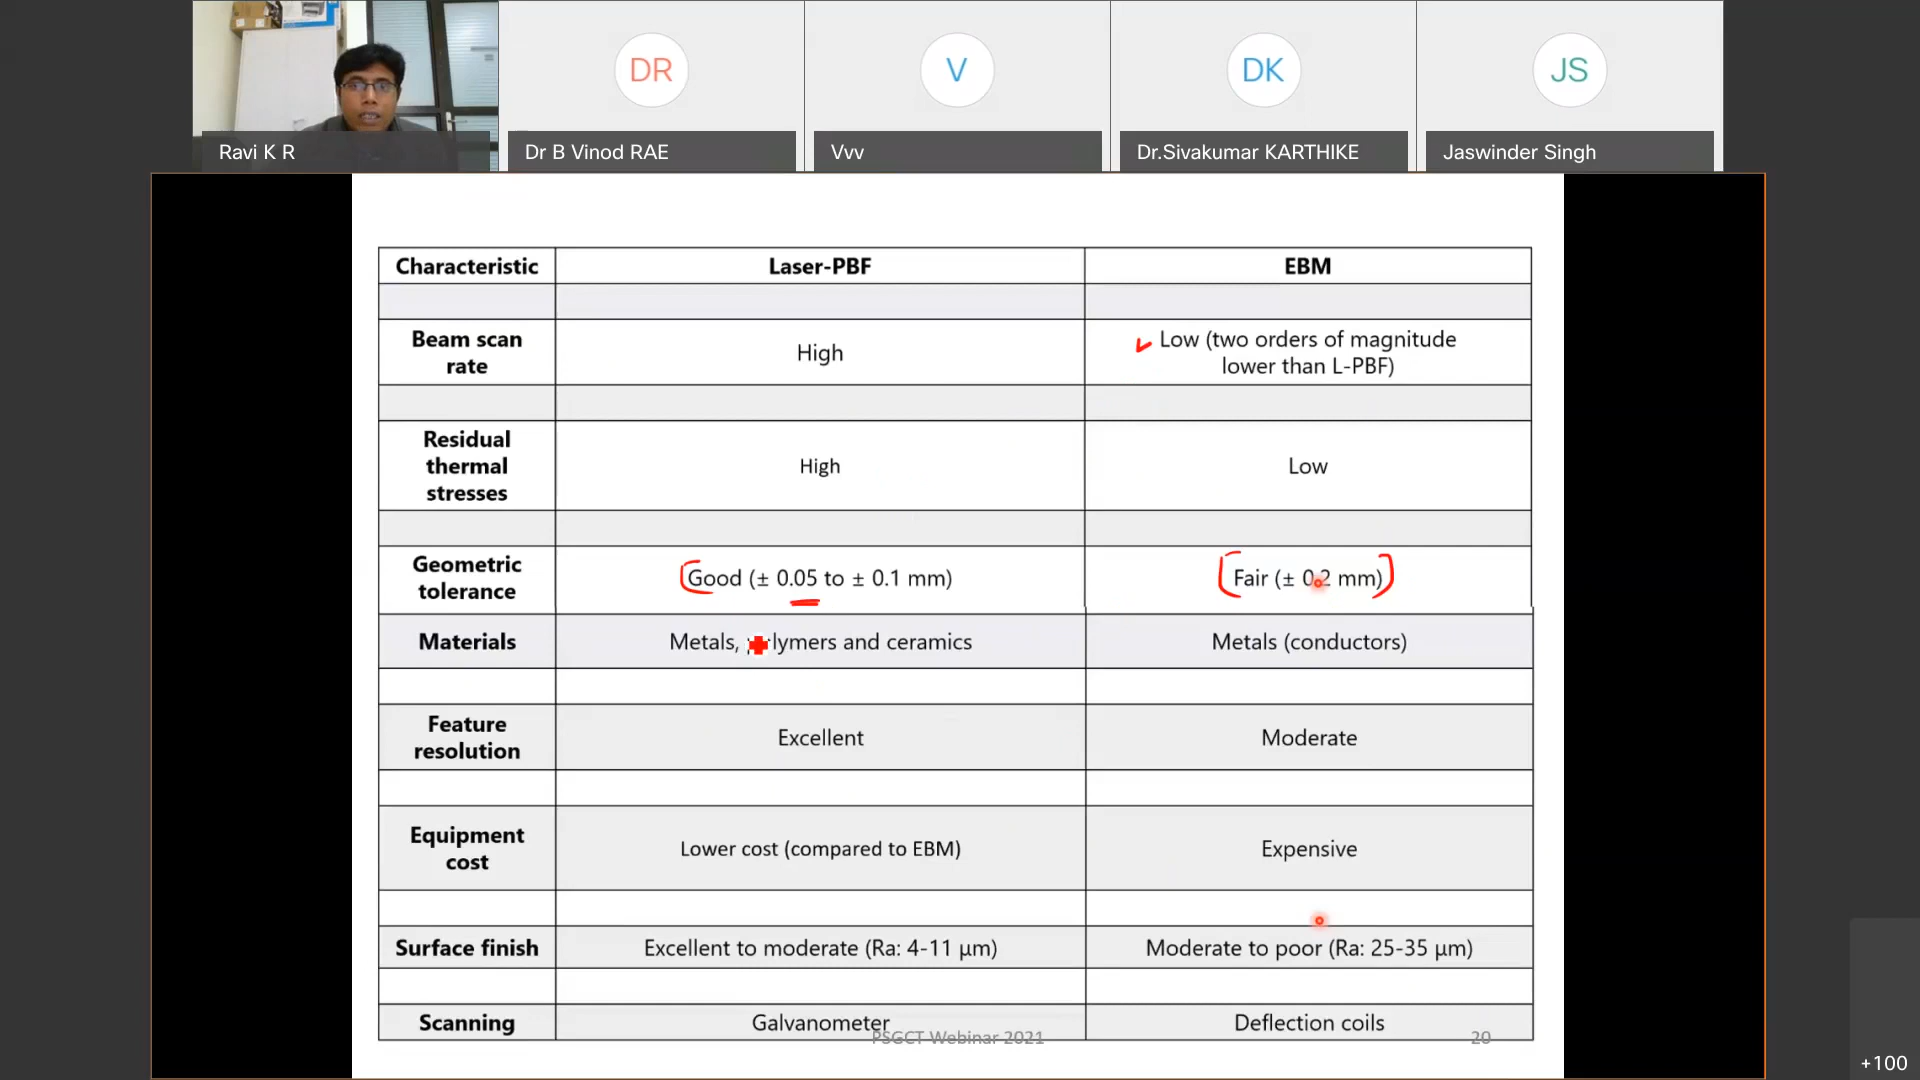 DR
V
DK
JS
Ravi K R
Dr B Vinod RAE
Vvv
Dr.Sivakumar KARTHIKE
Jaswinder Singh
Characteristic
Laser-PBF
EBM
Beam scan
rate
High
Low (two orders of magnitude
lower than L-PBF)
Residual
thermal
stresses
High
Low
Geometric
tolerance
Good (± 0.05 to ± 0.1 mm)
Fair (± 0.2 mm)
Materials
Metals, polymers and ceramics
Metals (conductors)
Feature
resolution
Excellent
Moderate
Equipment
cost
Lower cost (compared to EBM)
Expensive
Surface finish
Excellent to moderate (Ra: 4-11 μm)
Moderate to poor (Ra: 25-35 μm)
Scanning
Galvanometer
Deflection coils
PSGCT Webinar 2021
20
+100